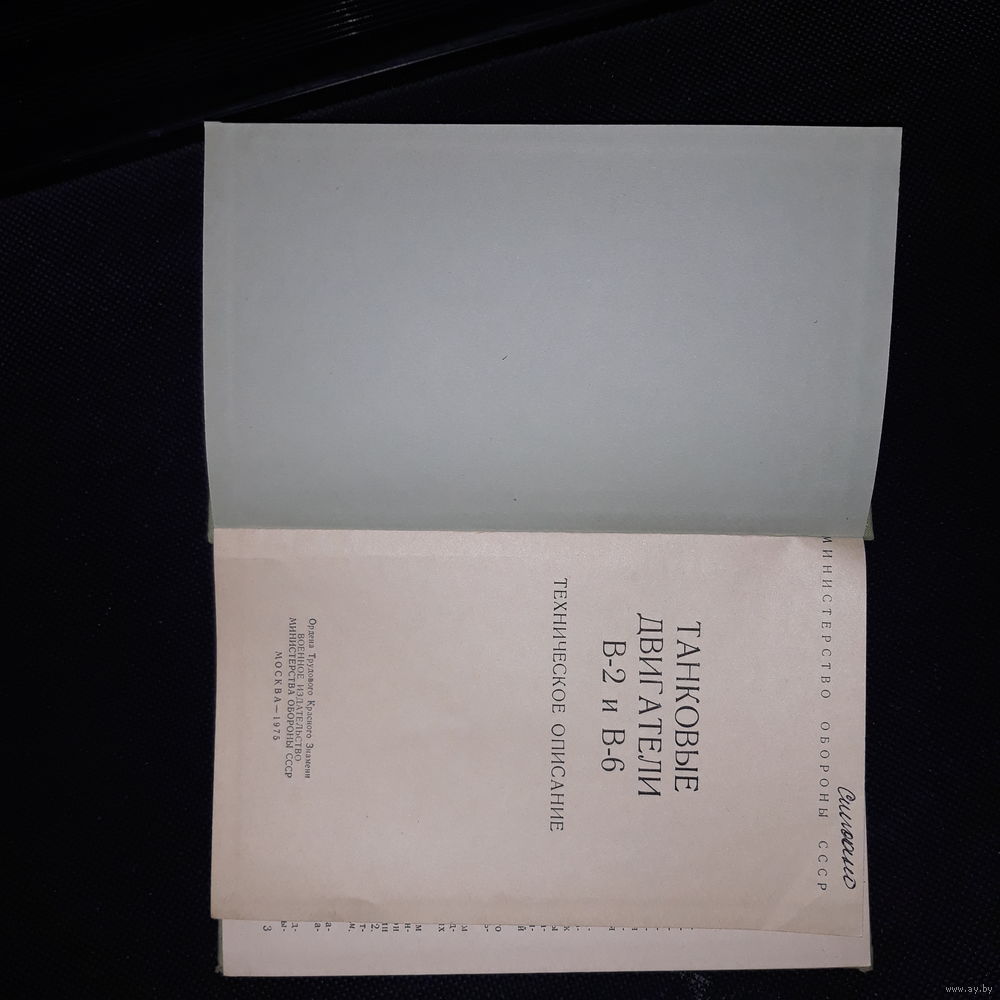 МИНИСТЕРСТВО ОБОРОНЫ СССР
ТАНКОВЫЕ
ДВИГАТЕЛИ
В-2 и В-6
ТЕХНИЧЕСКОЕ ОПИСАНИЕ
Ордена Трудового Красного Знамени
ВОЕННОЕ ИЗДАТЕЛЬСТВО
МИНИСТЕРСТВА ОБОРОНЫ СССР
МОСКВА—1975
3
www.ay.by